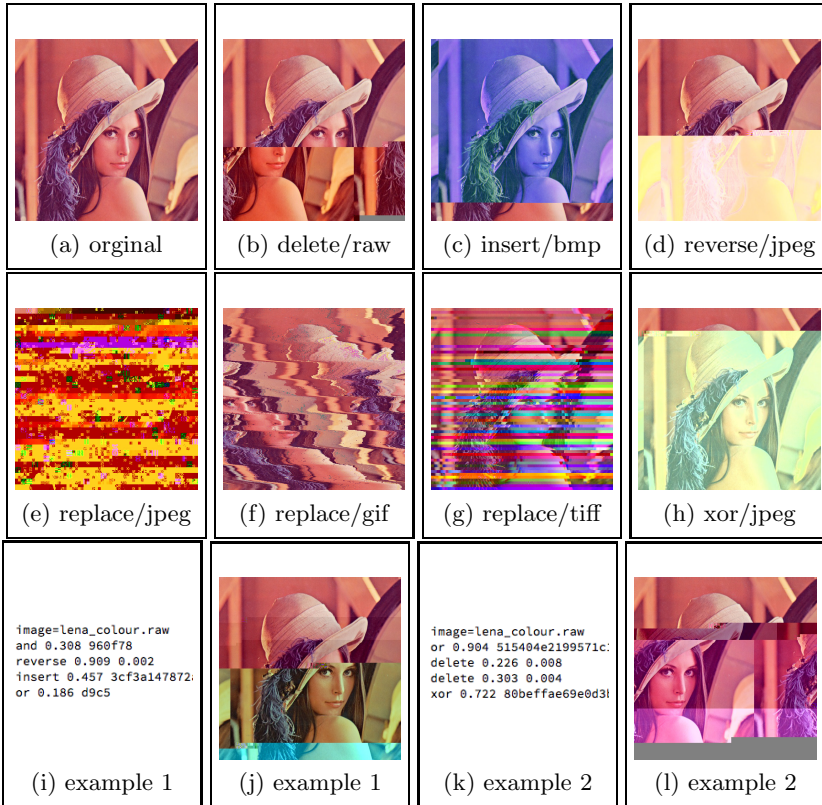 (a) orginal
(b) delete/raw
(c) insert/bmp
(d) reverse/jpeg
(e) replace/jpeg
(f) replace/gif
(g) replace/tiff
(h) xor/jpeg
image=lena_colour.raw
and 0.308 960f78
reverse 0.909 0.002
insert 0.457 3cf3a147872
or 0.186 d9c5
(i) example 1
(j) example 1
image=lena_colour.raw
or 0.904 515404e2199571c
delete 0.226 0.008
delete 0.303 0.004
xor 0.722 80beffae69e0d3
(k) example 2
(l) example 2